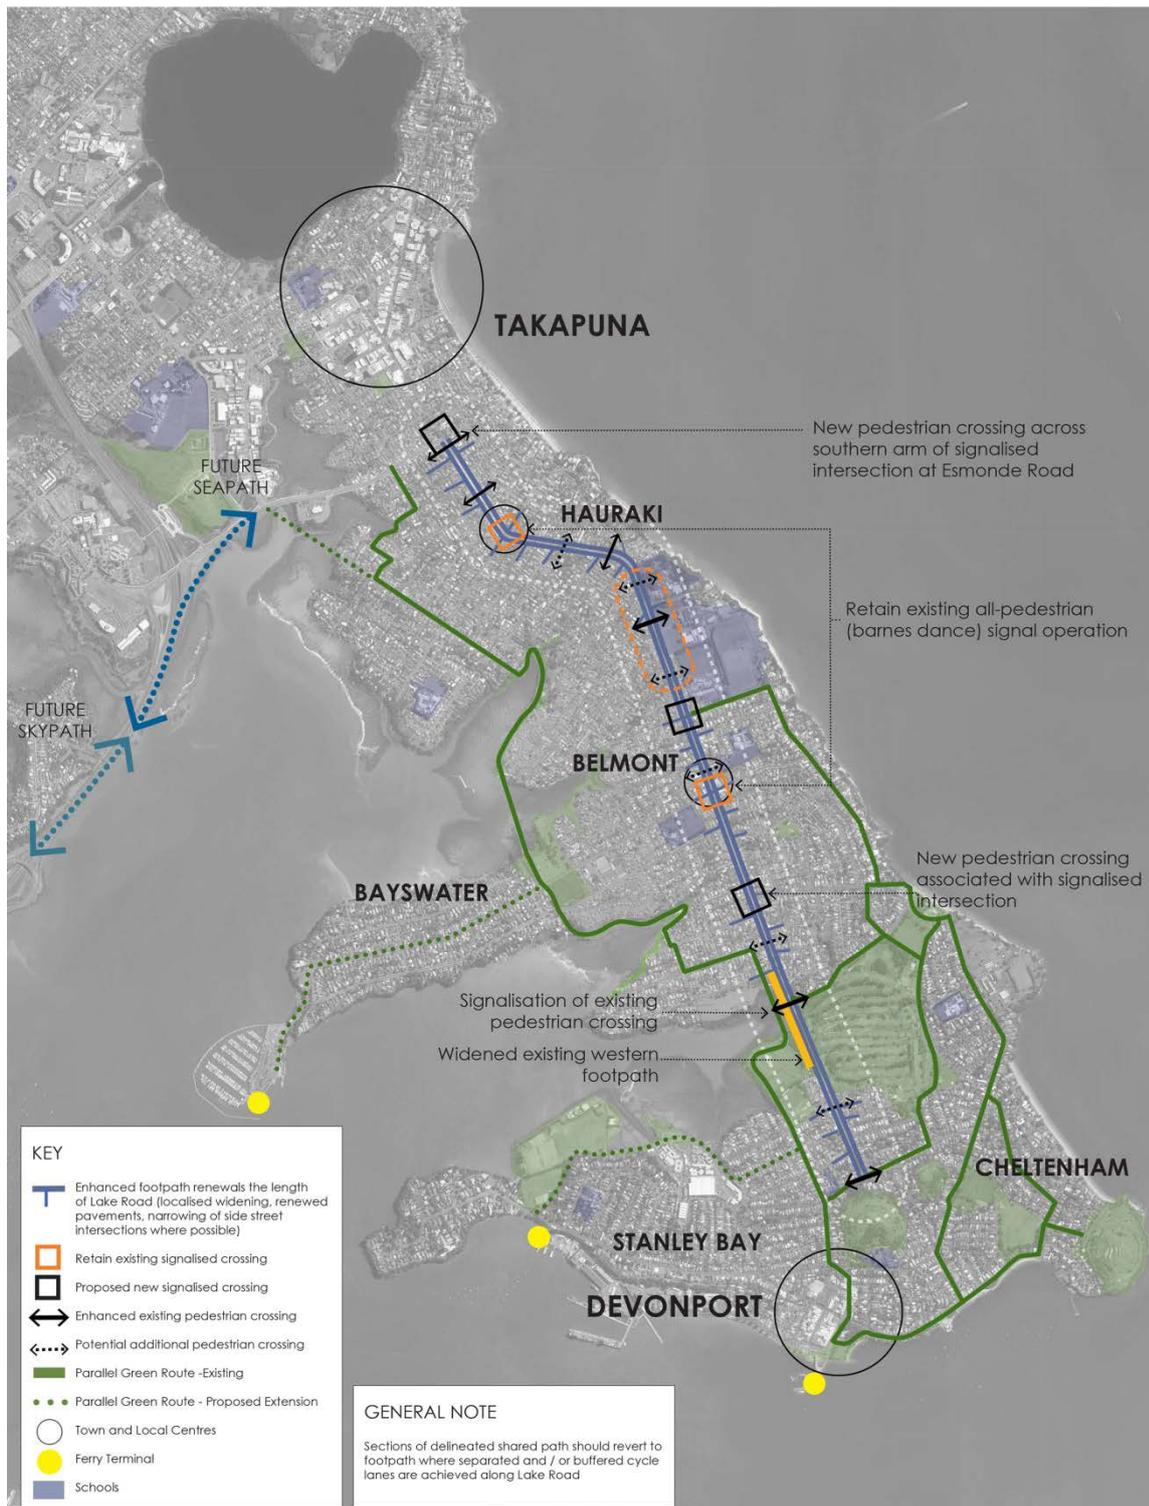 TAKAPUNA
New pedestrian crossing across
southern arm of signalised
intersection at Esmonde Road
FUTURE
SEAPATH
HAURAKI
Retain existing all-pedestrian
(barnes dance) signal operation
FUTURE
SKYPATH
BELMONT
New pedestrian crossing
associated with signalised
intersection
BAYSWATER
Signalisation of existing
pedestrian crossing
Widened existing western
footpath
CHELTENHAM
STANLEY BAY
DEVONPORT
KEY
Enhanced footpath renewals the length
of Lake Road (localised widening, renewed
pavements, narrowing of side street
intersections where possible)
Retain existing signalised crossing
Proposed new signalised crossing
Enhanced existing pedestrian crossing
Potential additional pedestrian crossing
Parallel Green Route -Existing
Parallel Green Route - Proposed Extension
Town and Local Centres
Ferry Terminal
Schools
GENERAL NOTE
Sections of delineated shared path should revert to
footpath where separated and / or buffered cycle
lanes are achieved along Lake Road